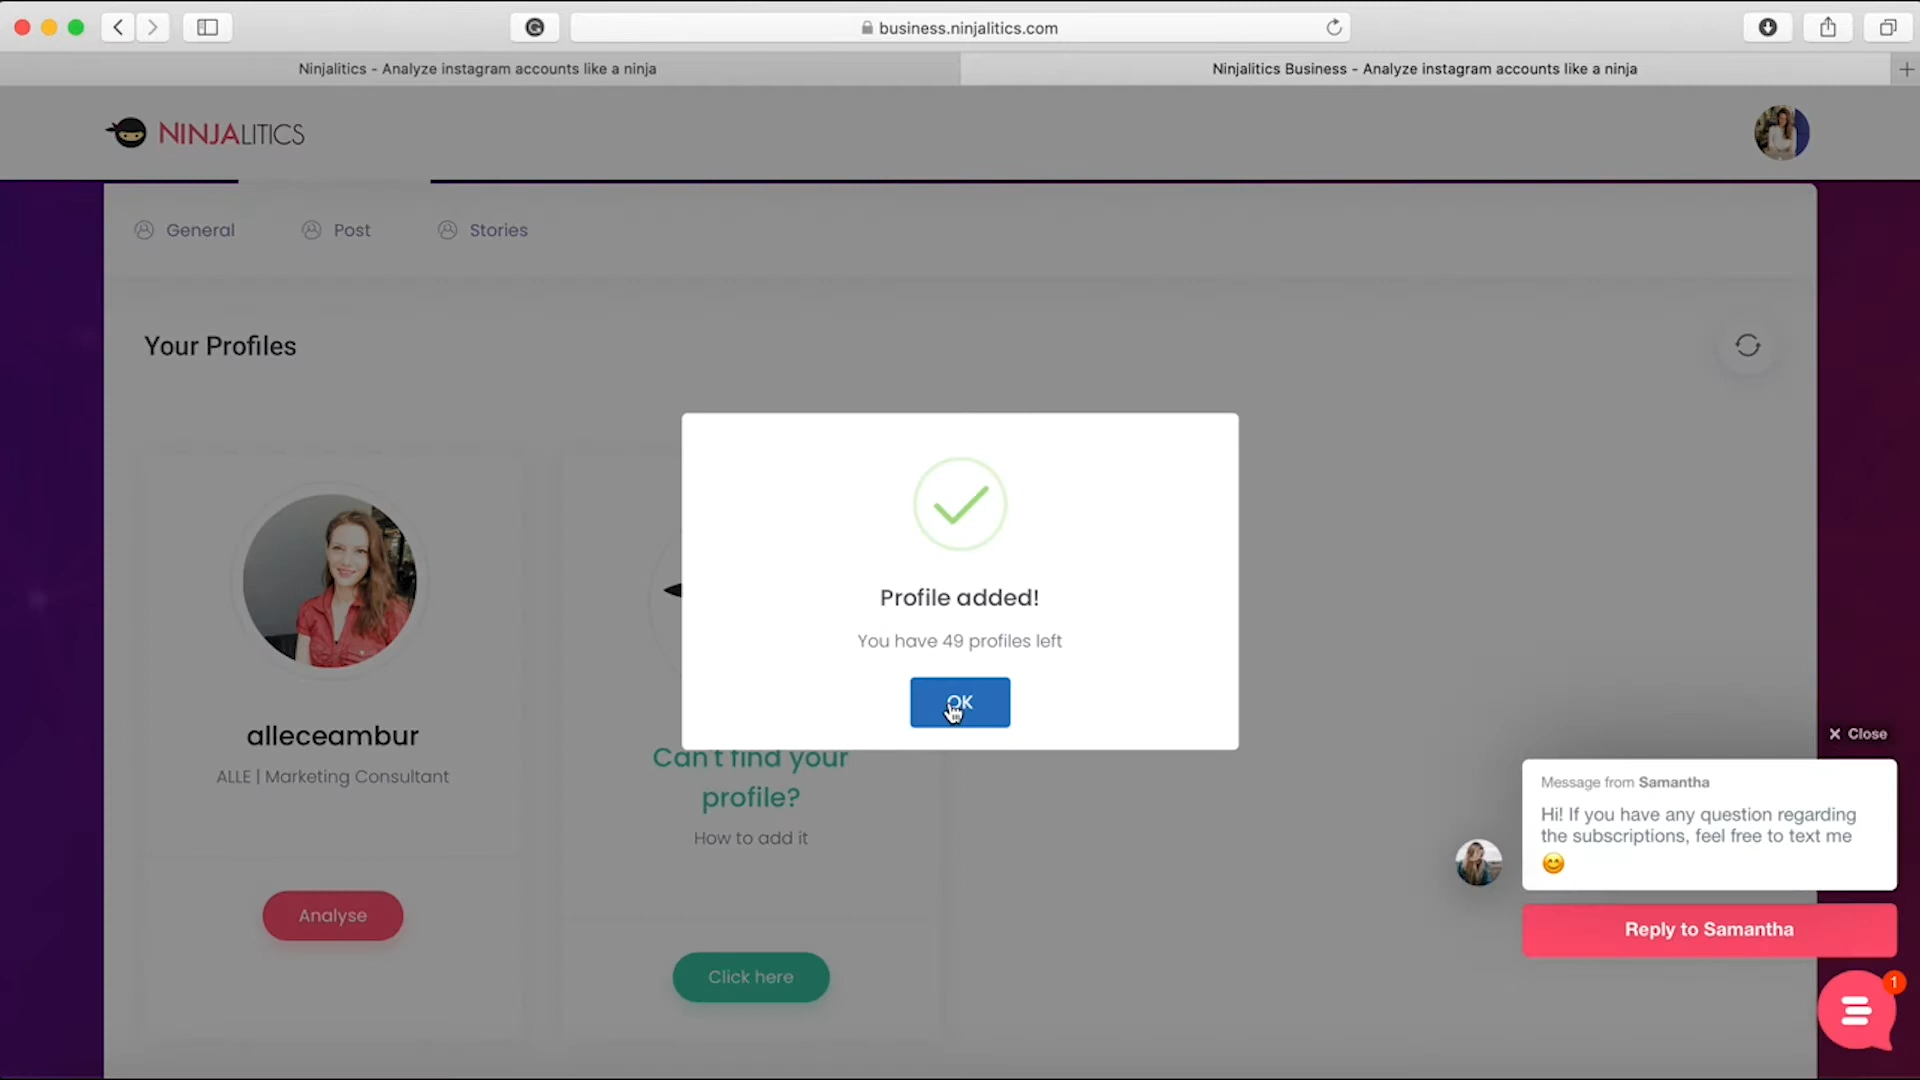 business.ninjalitics.com
Ninjalitics - Analyze instagram accounts like a ninja
Ninjalitics Business - Analyze instagram accounts like a ninja
NINJALITICS
General
Post
Stories
Your Profiles
alleceambur
ALLE | Marketing Consultant
Analyse
Can't find your
profile?
How to add it
Click here
Profile added!
You have 49 profiles left
OK
Close
Message from Samantha
Hi! If you have any question regarding
the subscriptions, feel free to text me
😊
Reply to Samantha
1